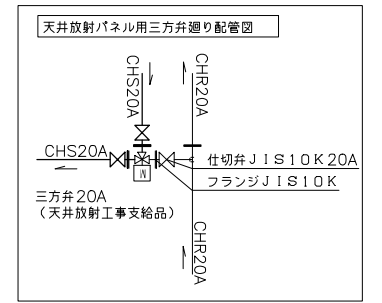 天井放射パネル用三方弁廻り配管図
CHS20A
CHR20A
CHS20A
仕切弁JIS10K20A
フランジJIS10K
M
三方弁20A
(天井放射工事支給品)
CHR20A